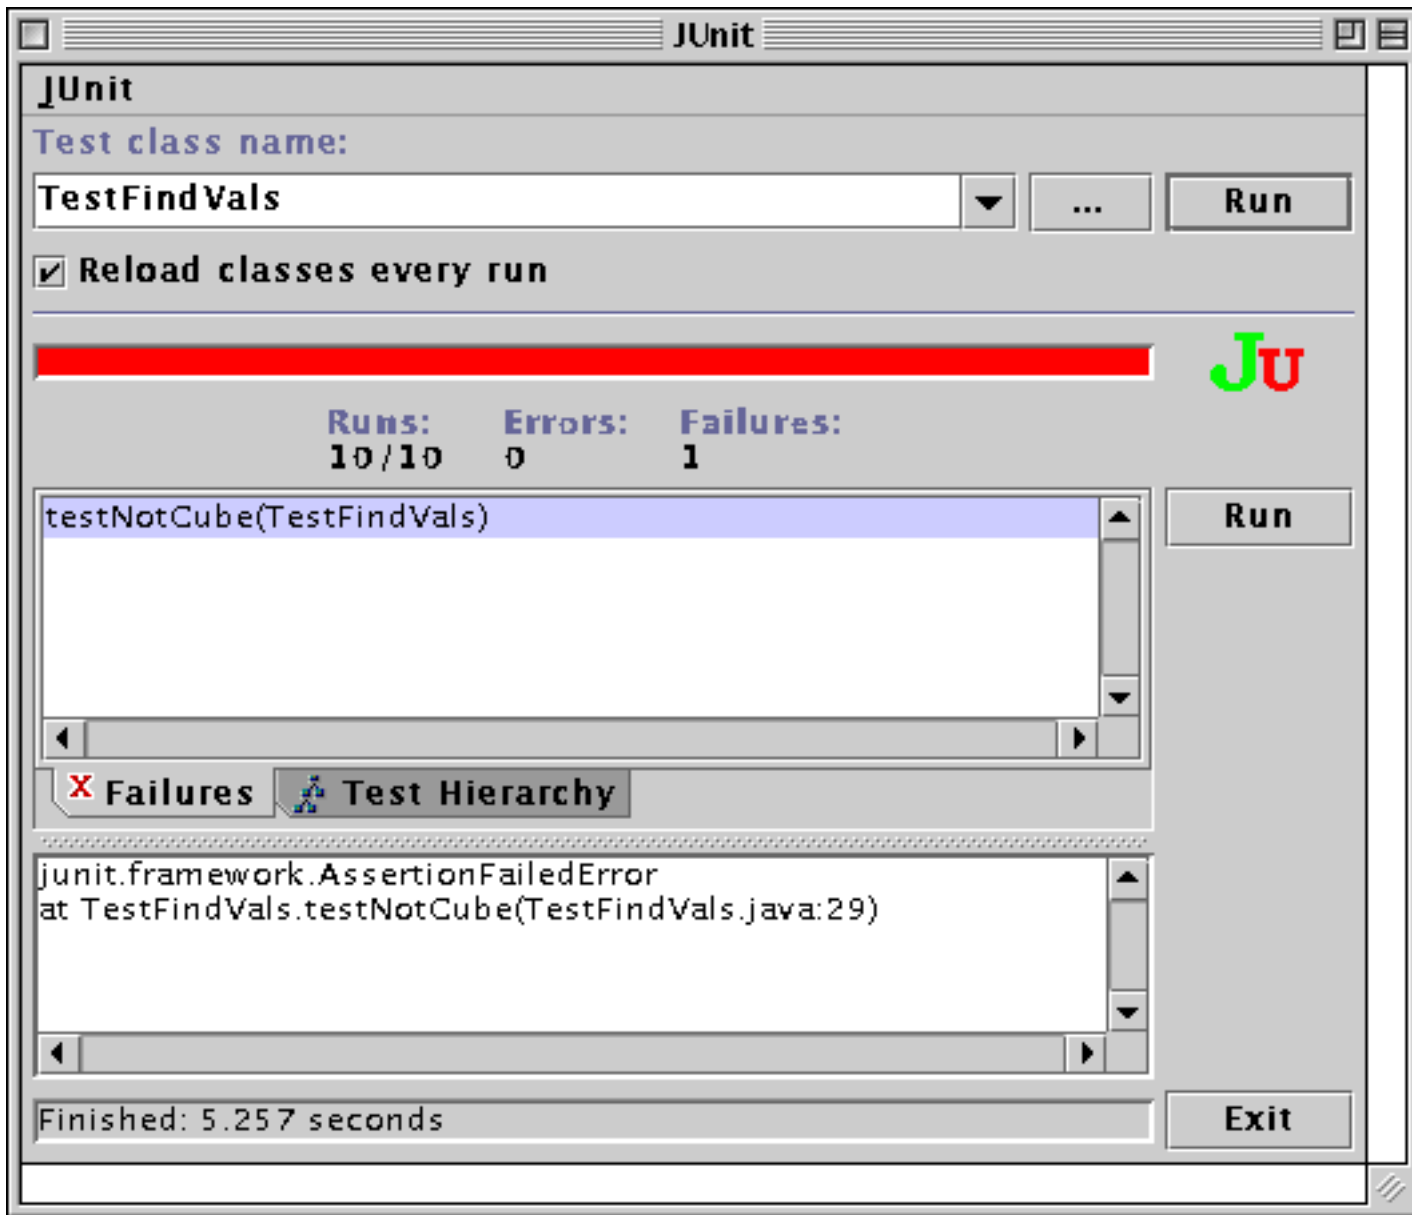 JUnit
JUnit
Test class name:
TestFindVals
... Run
Reload classes every run
JU
Runs: Errors: Failures:
10/10 0 1
testNotCube(TestFindVals)
Run
X Failures Test Hierarchy
junit.framework.AssertionFailedError
at TestFindVals.testNotCube(TestFindVals.java:29)
Finished: 5.257 seconds
Exit